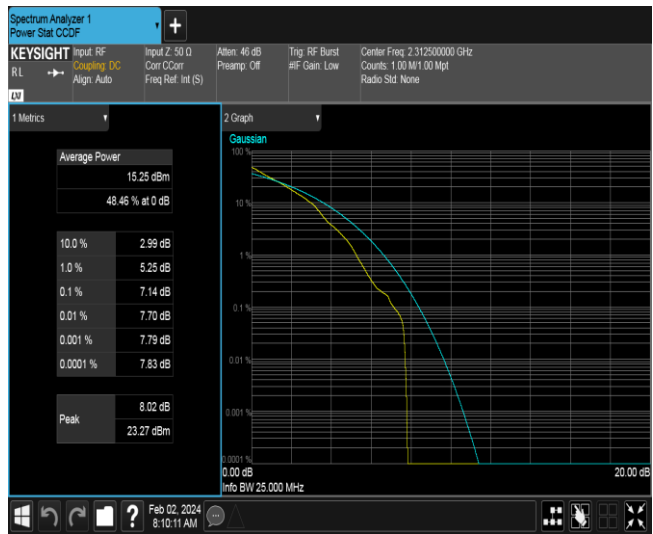 Spectrum Analyzer 1
Power Stat CCDF
+
KEYSIGHT
Input: RF
Coupling: DC
Align: Auto
Input Z: 50 Ω
Corr CCorr
Freq Ref: Int (S)
Atten: 46 dB
Preamp: Off
Trig: RF Burst
#IF Gain: Low
Center Freq: 2.312500000 GHz
Counts: 1.00 M/1.00 Mpt
Radio Std: None
R L
LXI
1 Metrics
Average Power
15.25 dBm
48.46 % at 0 dB
10.0 % 2.99 dB
1.0 % 5.25 dB
0.1 % 7.14 dB
0.01 % 7.70 dB
0.001 % 7.79 dB
0.0001 % 7.83 dB
Peak
8.02 dB
23.27 dBm
2 Graph
Gaussian
100 %
10 %
1 %
0.1 %
0.01 %
0.001 %
0.0001 %
0.00 dB 20.00 dB
Info BW 25.000 MHz
?
Feb 02, 2024
8:10:11 AM